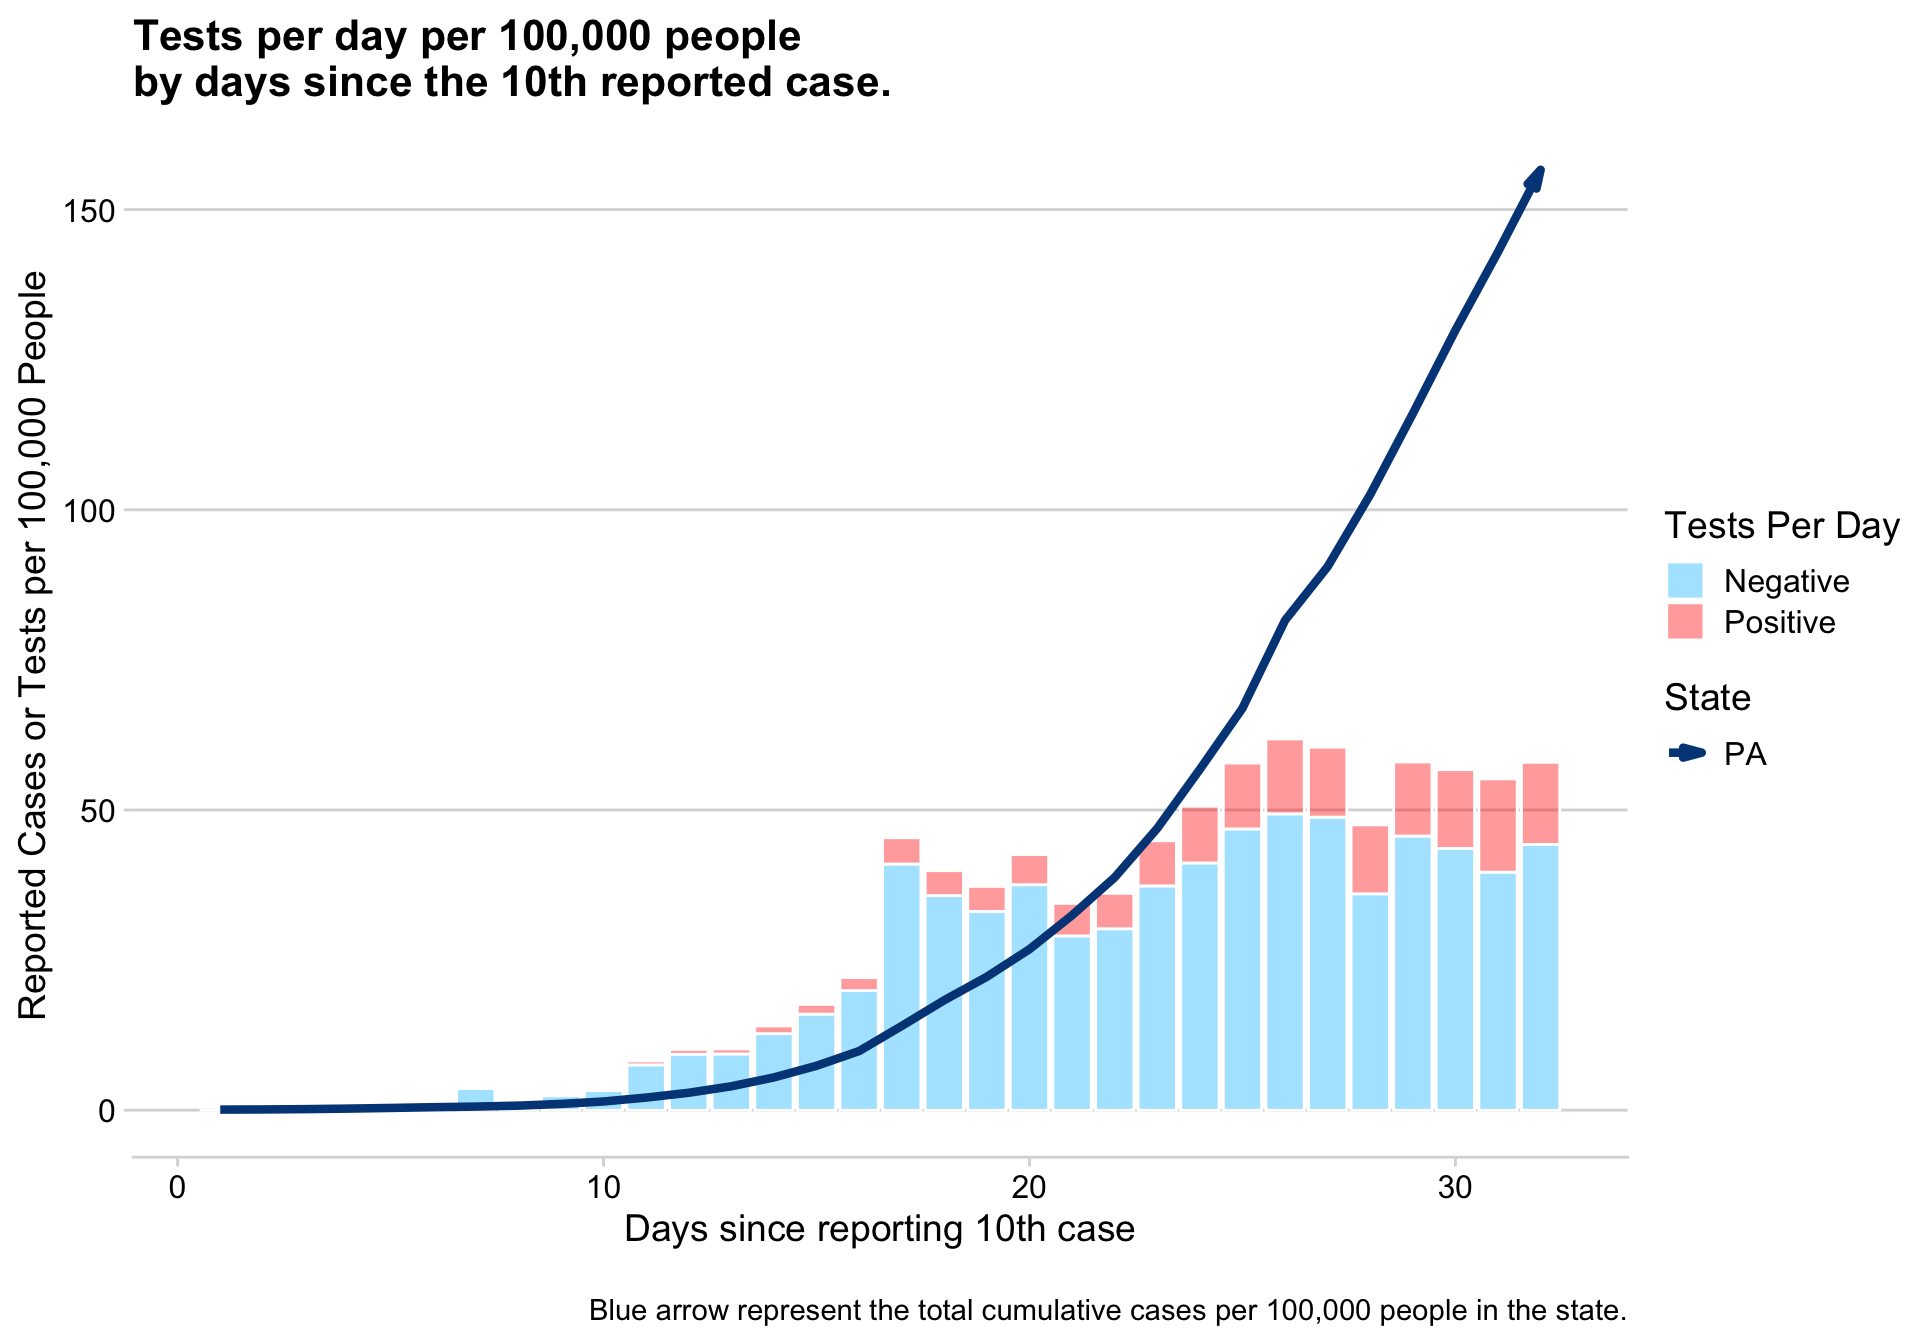 Tests per day per 100,000 people
by days since the 10th reported case.
Reported Cases or Tests per 100,000 People
150
100
50
0
0
10
20
30
Days since reporting 10th case
Tests Per Day
Negative
Positive
State
PA
Blue arrow represent the total cumulative cases per 100,000 people in the state.